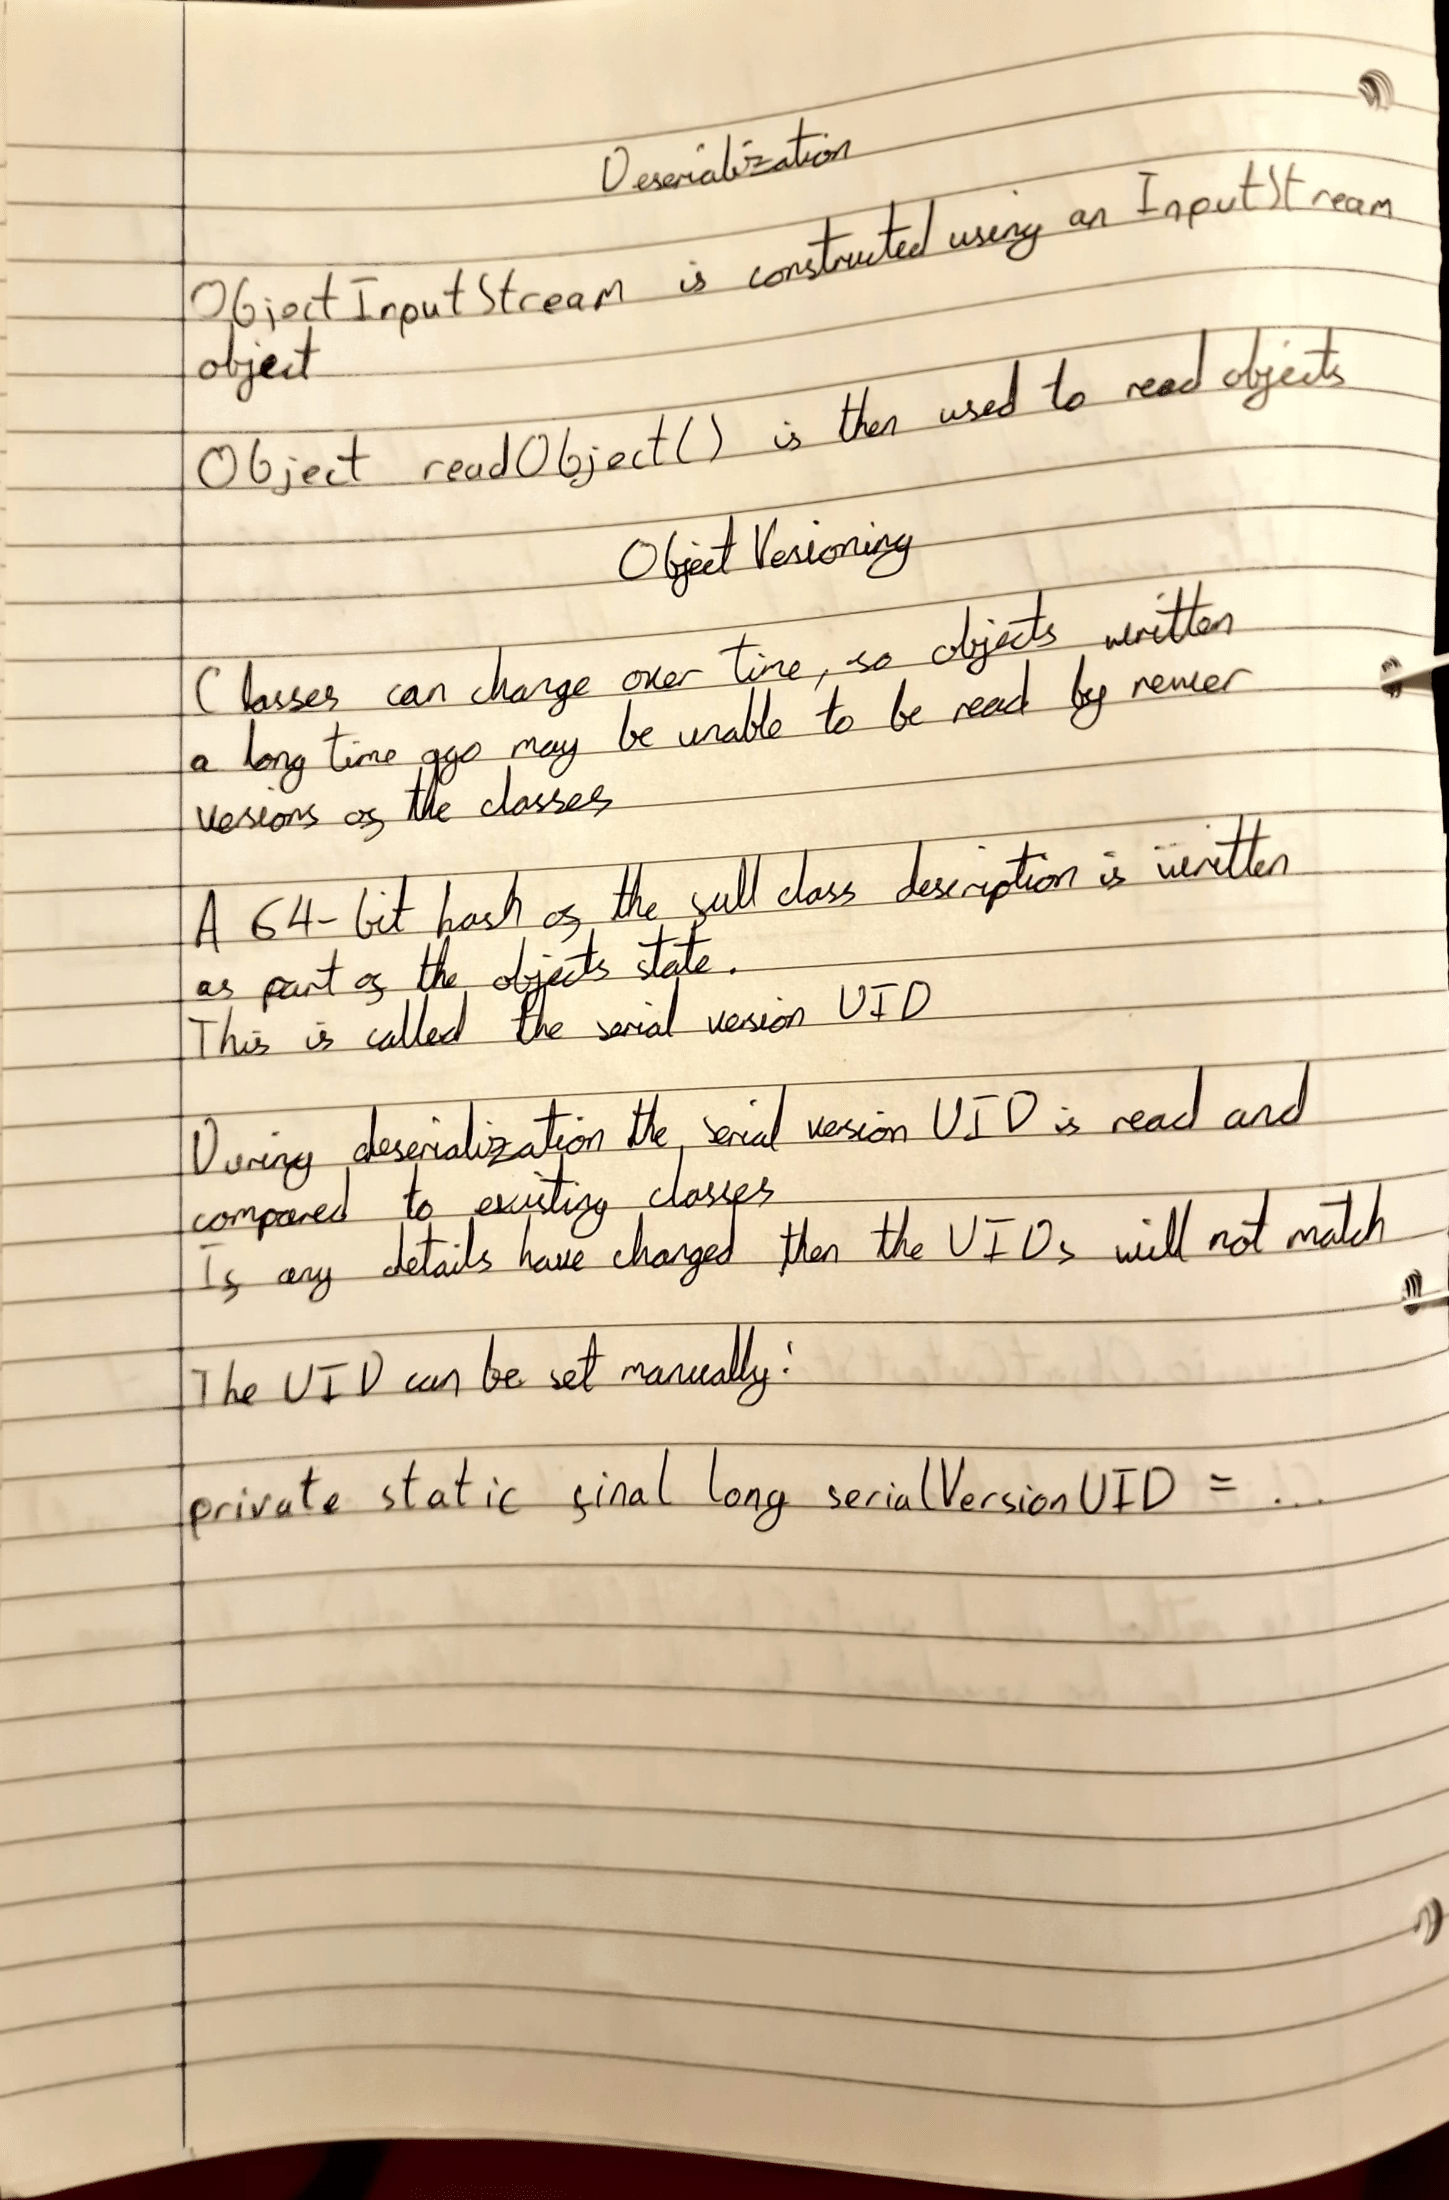 Deserialization
ObjectInputStream is constructed using an InputStream
object
Object readObject() is then used to read objects
Object Versioning
Classes can change over time, so objects written
a long time ago may be unable to be read by newer
versions of the classes
A 64-bit hash of the full class description is written
as part of the objects state.
This is called the serial version UID
During deserialization the serial version UID is read and
compared to existing classes
If any details have changed then the UIDs will not match
The UID can be set manually:
private static final long serialVersionUID = ...